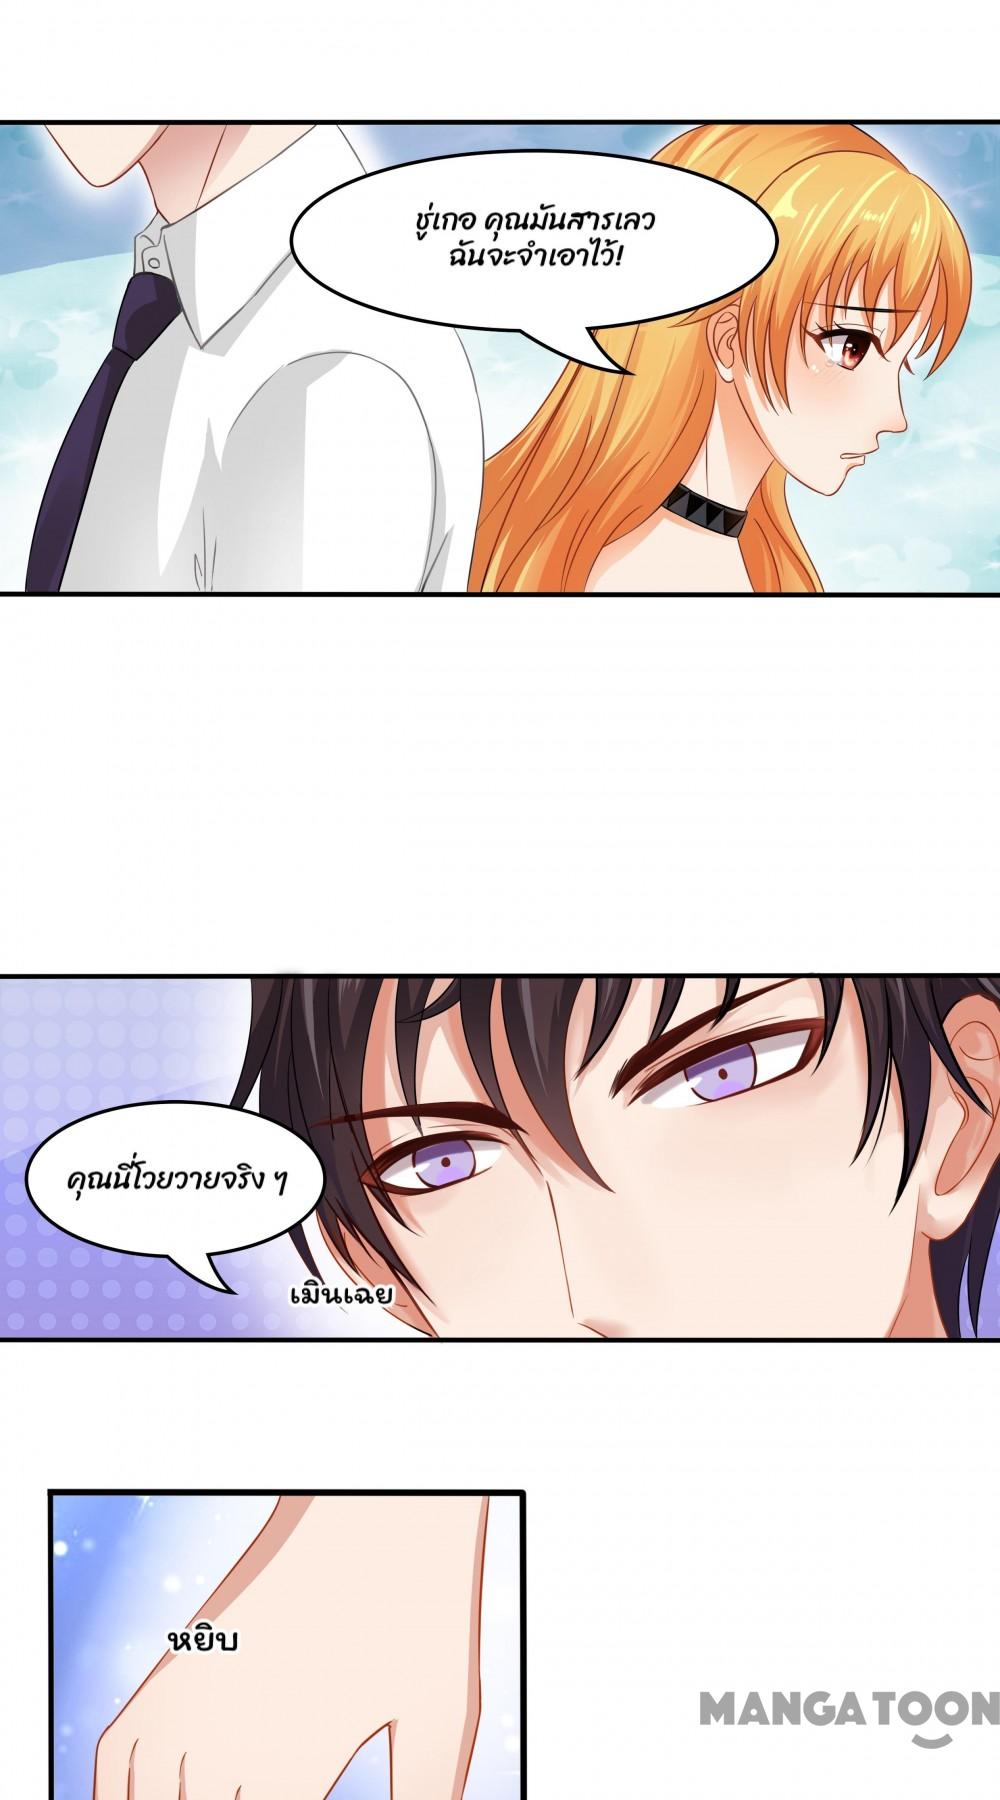 ชู่เกอ คุณมันสารเลว
ฉันจะจำเอาไว้!
คุณนี่โวยวายจริง ๆ
เมินเฉย
หยิบ
MANGATOON